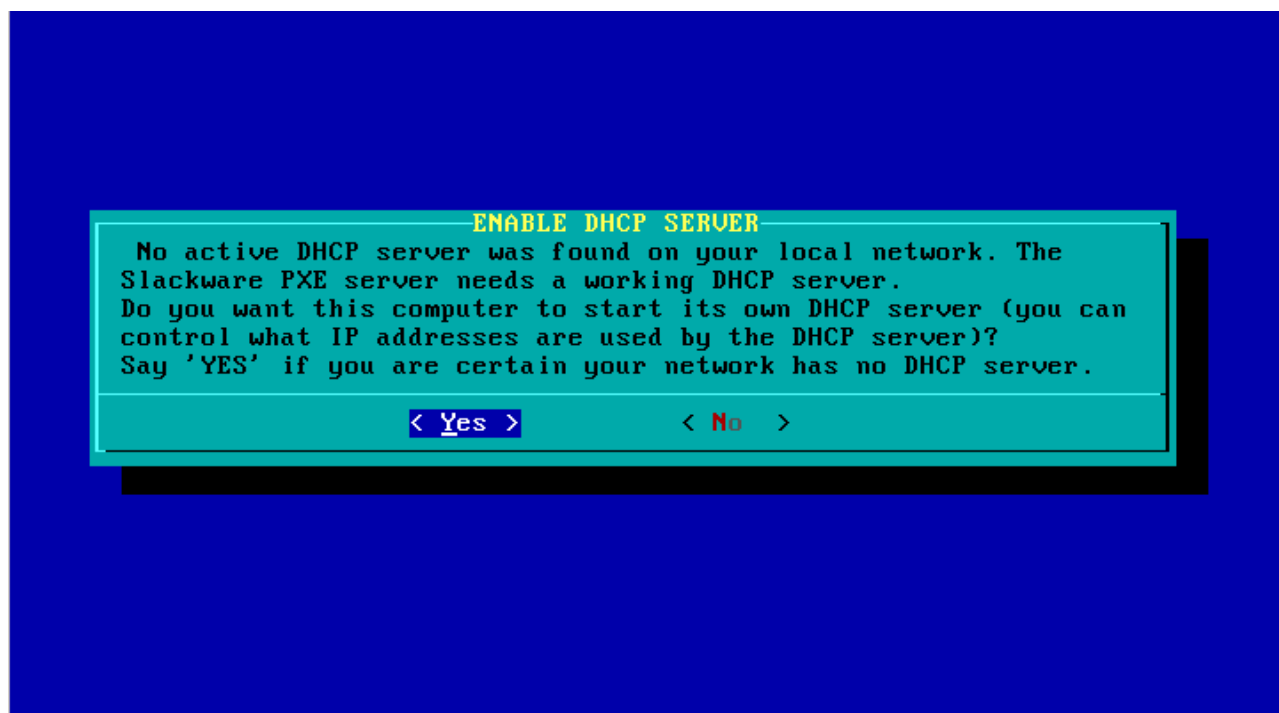 ENABLE DHCP SERVER
No active DHCP server was found on your local network. The
Slackware PXE server needs a working DHCP server.
Do you want this computer to start its own DHCP server (you can
control what IP addresses are used by the DHCP server)?
Say 'YES' if you are certain your network has no DHCP server.
< Yes > < No >